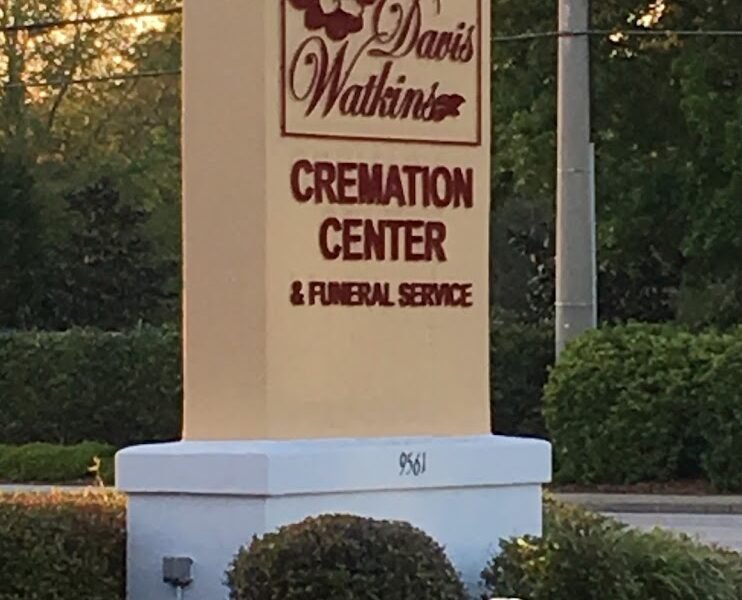 Davis
Watkins
CREMATION
CENTER
& FUNERAL SERVICE
9561